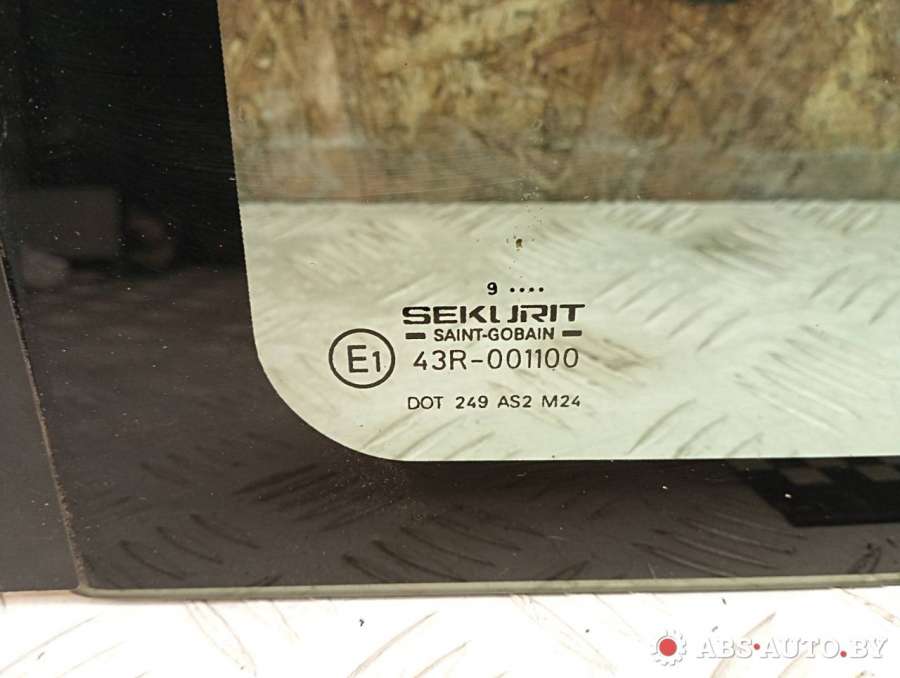 9 ....
SEKURIT
SAINT-GOBAIN
E1 43R-001100
DOT 249 AS2 M24
ABS-AUTO.BY